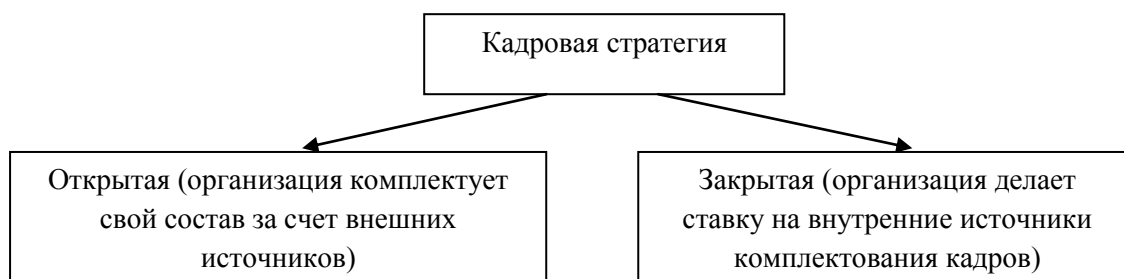 Кадровая стратегия
Открытая (организация комплектует
свой состав за счет внешних
источников)
Закрытая (организация делает
ставку на внутренние источники
комплектования кадров)